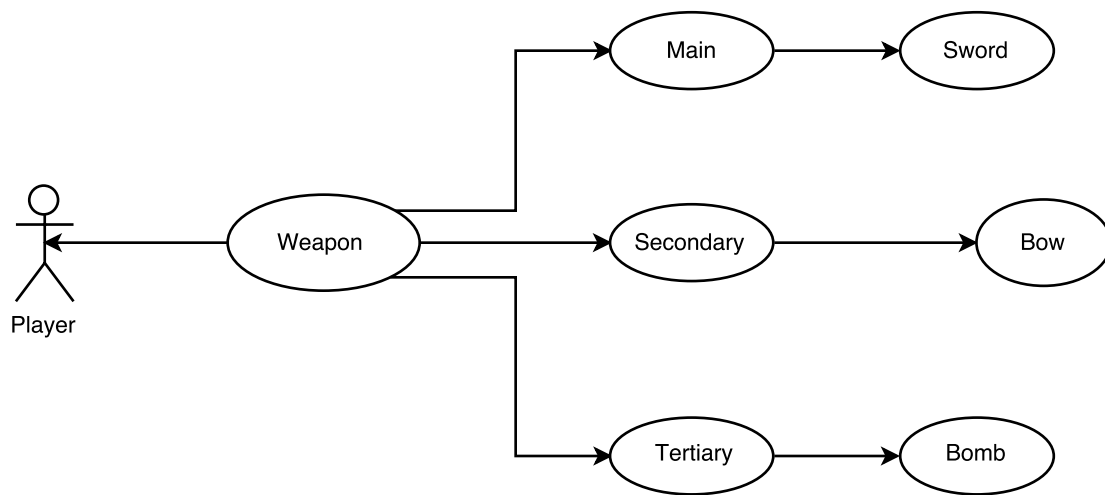 Main
Sword
Weapon
Secondary
Bow
Player
Tertiary
Bomb